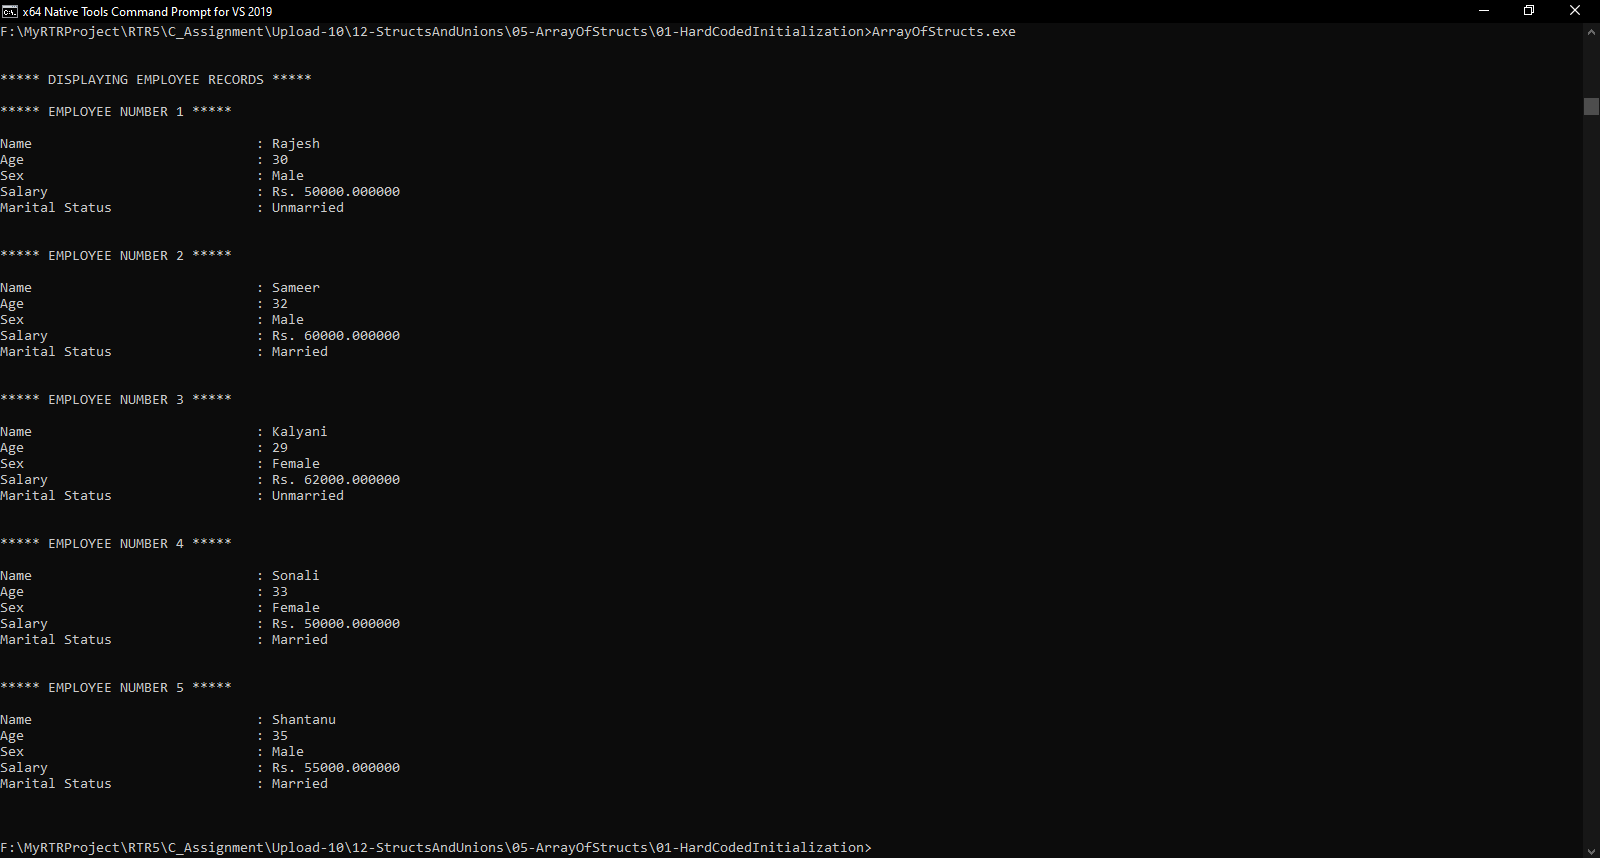 x64 Native Tools Command Prompt for VS 2019
F:\MyRTRProject\RTR5\C_Assignment\Upload-10\12-StructsAndUnions\05-ArrayOfStructs\01-HardCodedInitialization>ArrayOfStructs.exe
***** DISPLAYING EMPLOYEE RECORDS *****
***** EMPLOYEE NUMBER 1 *****
Name                            : Rajesh
Age                             : 30
Sex                             : Male
Salary                          : Rs. 50000.000000
Marital Status                  : Unmarried
***** EMPLOYEE NUMBER 2 *****
Name                            : Sameer
Age                             : 32
Sex                             : Male
Salary                          : Rs. 60000.000000
Marital Status                  : Married
***** EMPLOYEE NUMBER 3 *****
Name                            : Kalyani
Age                             : 29
Sex                             : Female
Salary                          : Rs. 62000.000000
Marital Status                  : Unmarried
***** EMPLOYEE NUMBER 4 *****
Name                            : Sonali
Age                             : 33
Sex                             : Female
Salary                          : Rs. 50000.000000
Marital Status                  : Married
***** EMPLOYEE NUMBER 5 *****
Name                            : Shantanu
Age                             : 35
Sex                             : Male
Salary                          : Rs. 55000.000000
Marital Status                  : Married
F:\MyRTRProject\RTR5\C_Assignment\Upload-10\12-StructsAndUnions\05-ArrayOfStructs\01-HardCodedInitialization>